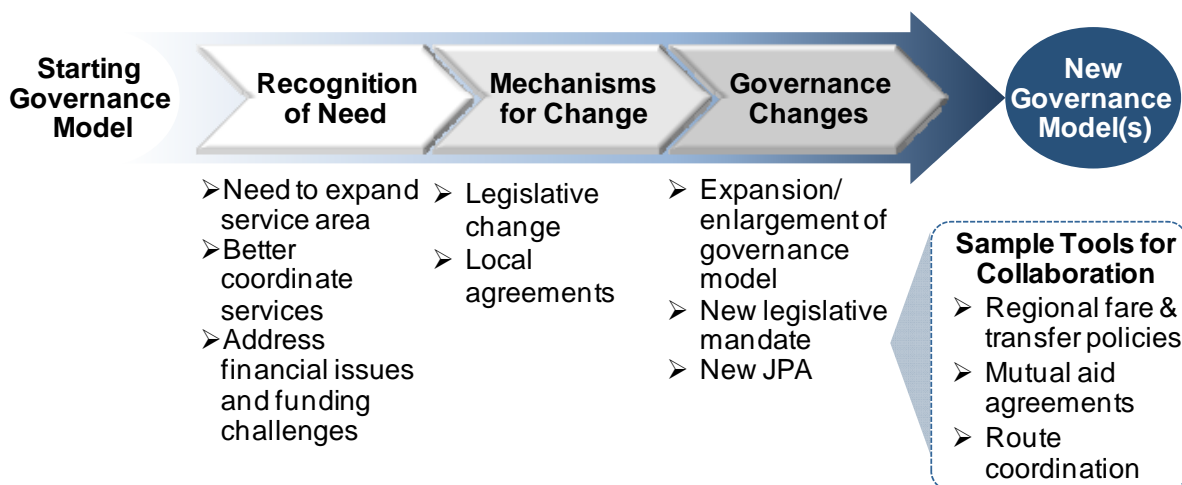 Starting
Governance
Model
Recognition
of Need
Mechanisms
for Change
Governance
Changes
New
Governance
Model(s)
➢Need to expand
service area
➢Better
coordinate
services
➢Address
financial issues
and funding
challenges
➢ Legislative
change
➢ Local
agreements
➢ Expansion/
enlargement of
governance
model
➢ New legislative
mandate
➢ New JPA
Sample Tools for
Collaboration
➢ Regional fare &
transfer policies
➢ Mutual aid
agreements
➢ Route
coordination